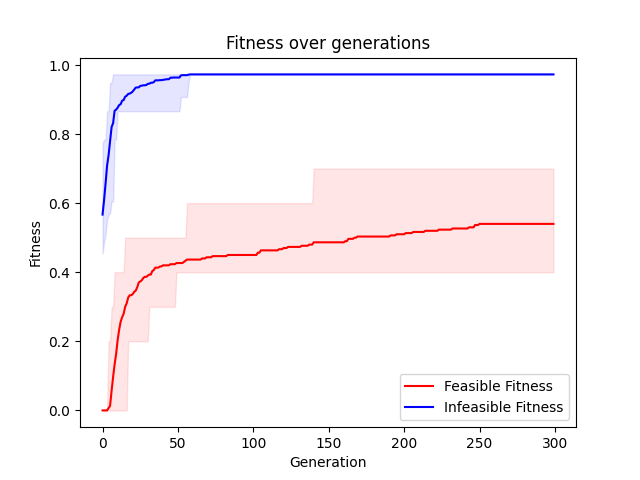 Fitness over generations
1.0
0.8
0.6
0.4
0.2
0.0
Fitness
0 50 100 150 200 250 300
Generation
Feasible Fitness
Infeasible Fitness